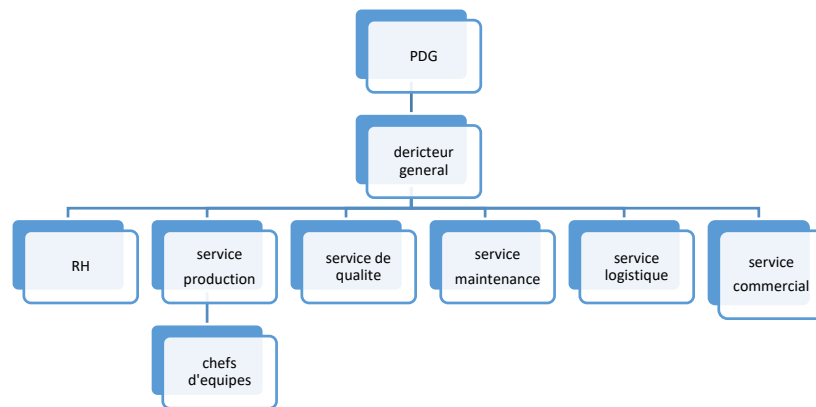 PDG
dericteur
general
RH
service
production
service de
qualite
service
maintenance
service
logistique
service
commercial
chefs
d'equipes